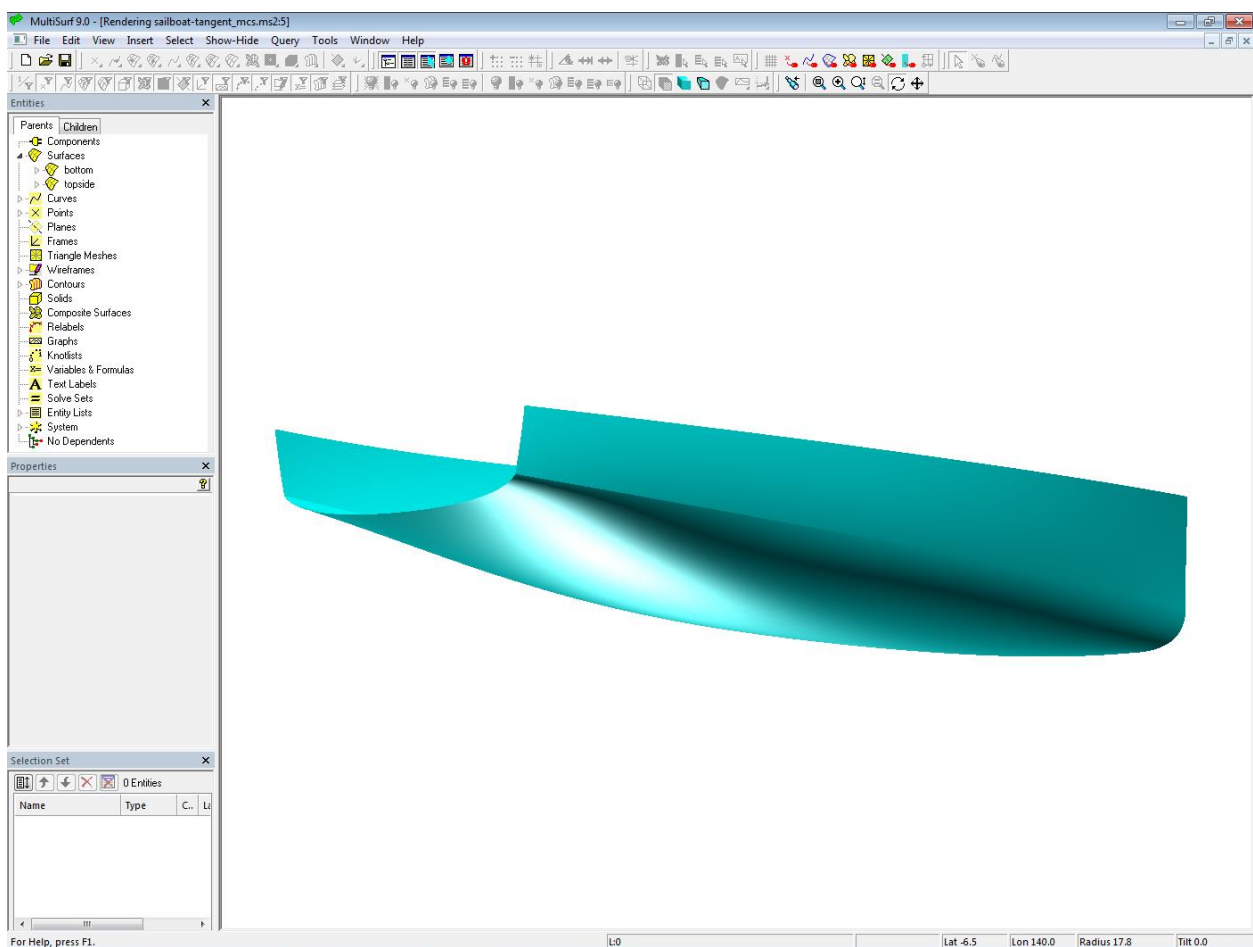 MultiSurf 9.0 - [Rendering sailboat-tangent_mcs.ms2:5]
File Edit View Insert Select Show-Hide Query Tools Window Help
Entities
Parents Children
Components
Surfaces
bottom
topside
Curves
Points
Planes
Frames
Triangle Meshes
Wireframes
Contours
Solids
Composite Surfaces
Relabels
Graphs
Knotlists
Variables & Formulas
Text Labels
Solve Sets
Entity Lists
System
No Dependents
Properties
Selection Set
0 Entities
Name Type C.. La
For Help, press F1. L:0 Lat -6.5 Lon 140.0 Radius 17.8 Tilt 0.0